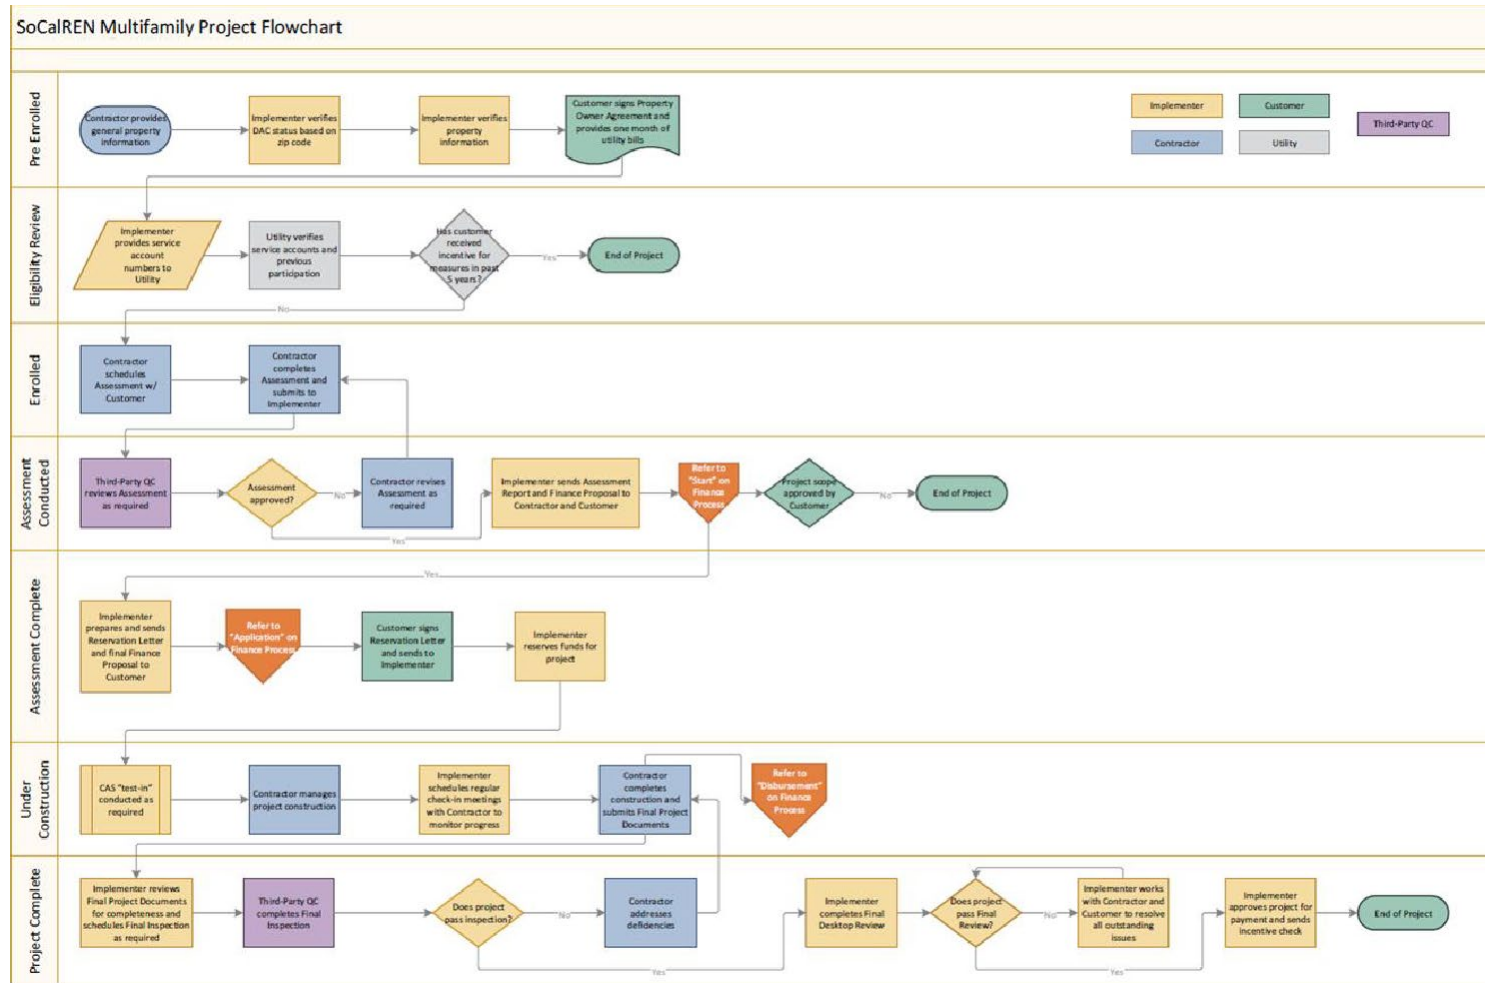 SoCalREN Multifamily Project Flowchart
Pre Enrolled
Contractor provides
general property
information
Implementer verifies
DAC status based on
zip code
Implementer verifies
property
information
Customer signs Property
Owner Agreement and
provides one month of
utility bills
Implementer
Customer
Contractor
Utility
Third-Party QC
Eligibility Review
Implementer
provides service
account
numbers to
Utility
Utility verifies
service accounts and
previous
participation
Has customer
received
incentive for
measures in past
5 years?
Yes
End of Project
No
Enrolled
Contractor
schedules
Assessment w/
Customer
Contractor
completes
Assessment and
submits to
Implementer
Assessment
Conducted
Third-Party QC
reviews Assessment
as required
Assessment
approved?
No
Contractor revises
Assessment as
required
Yes
Implementer sends Assessment
Report and Finance Proposal to
Contractor and Customer
Refer to
"Start" on
Finance
Process
Project scope
approved by
Customer
No
End of Project
Yes
Assessment Complete
Implementer
prepares and sends
Reservation Letter
and final Finance
Proposal to
Customer
Refer to
"Application" on
Finance Process
Customer signs
Reservation Letter
and sends to
Implementer
Implementer
reserves funds for
project
Under
Construction
CAS "test-in"
conducted as
required
Contractor manages
project construction
Implementer
schedules regular
check-in meetings
with Contractor to
monitor progress
Contractor
completes
construction and
submits Final Project
Documents
Refer to
"Disbursement"
on Finance
Process
Project Complete
Implementer reviews
Final Project Documents
for completeness and
schedules Final Inspection
as required
Third-Party QC
completes Final
Inspection
Does project
pass inspection?
No
Contractor
addresses
deficiencies
Yes
Implementer
completes Final
Desktop Review
Does project
pass Final
Review?
No
Implementer works
with Contractor and
Customer to resolve
all outstanding
issues
Yes
Implementer
approves project for
payment and sends
incentive check
End of Project